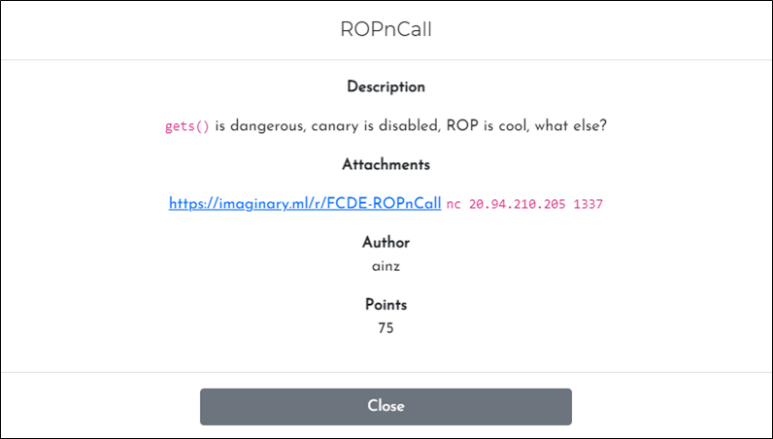 ROPnCall
Description
gets() is dangerous, canary is disabled, ROP is cool, what else?
Attachments
https://imaginary.ml/r/FCDE-ROPnCall nc 20.94.210.205 1337
Author
ainz
Points
75
Close